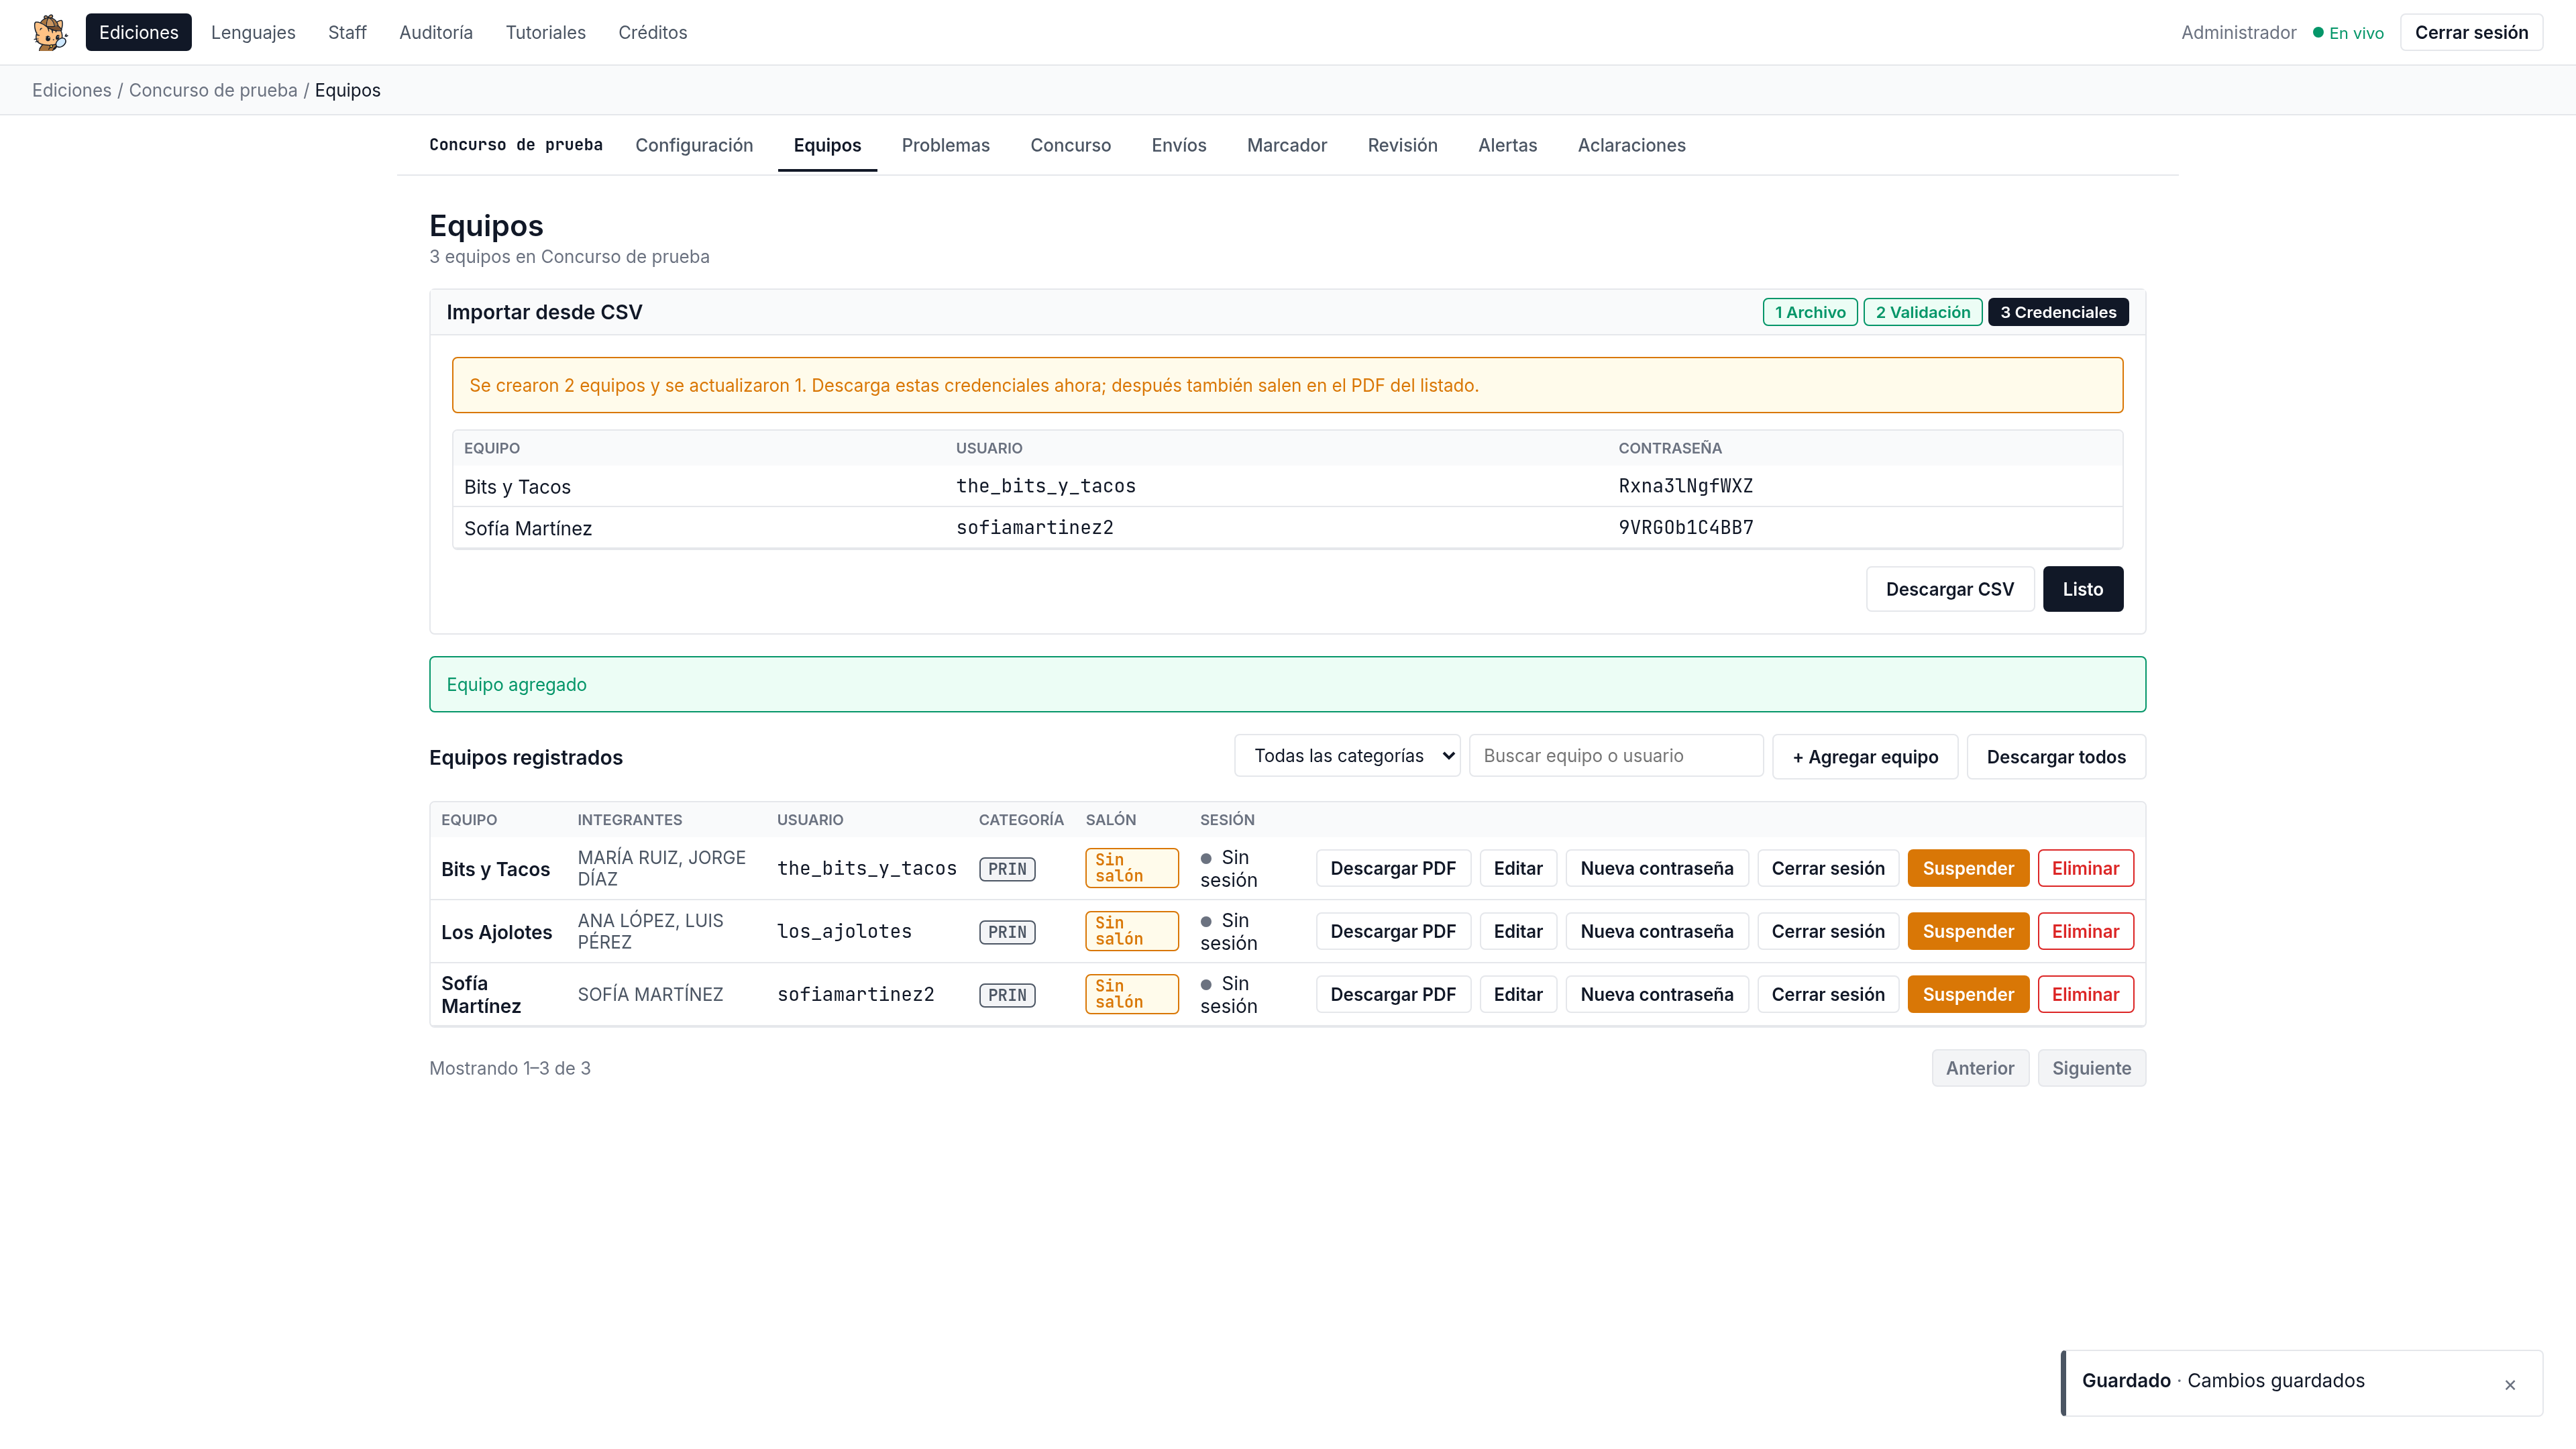 Ediciones Lenguajes Staff Auditoría Tutoriales Créditos Administrador En vivo Cerrar sesión
Ediciones / Concurso de prueba / Equipos
Concurso de prueba Configuración Equipos Problemas Concurso Envíos Marcador Revisión Alertas Aclaraciones
Equipos
3 equipos en Concurso de prueba
Importar desde CSV 1 Archivo 2 Validación 3 Credenciales
Se crearon 2 equipos y se actualizaron 1. Descarga estas credenciales ahora; después también salen en el PDF del listado.
EQUIPO USUARIO CONTRASEÑA
Bits y Tacos the_bits_y_tacos Rxna3lNgfWXZ
Sofía Martínez sofiamartinez2 9VRGOb1C4BB7
Descargar CSV Listo
Equipo agregado
Equipos registrados Todas las categorías Buscar equipo o usuario + Agregar equipo Descargar todos
EQUIPO INTEGRANTES USUARIO CATEGORÍA SALÓN SESIÓN
Bits y Tacos MARÍA RUIZ, JORGE DÍAZ the_bits_y_tacos PRIN Sin salón Sin sesión Descargar PDF Editar Nueva contraseña Cerrar sesión Suspender Eliminar
Los Ajolotes ANA LÓPEZ, LUIS PÉREZ los_ajolotes PRIN Sin salón Sin sesión Descargar PDF Editar Nueva contraseña Cerrar sesión Suspender Eliminar
Sofía Martínez SOFÍA MARTÍNEZ sofiamartinez2 PRIN Sin salón Sin sesión Descargar PDF Editar Nueva contraseña Cerrar sesión Suspender Eliminar
Mostrando 1–3 de 3 Anterior Siguiente
Guardado · Cambios guardados ×